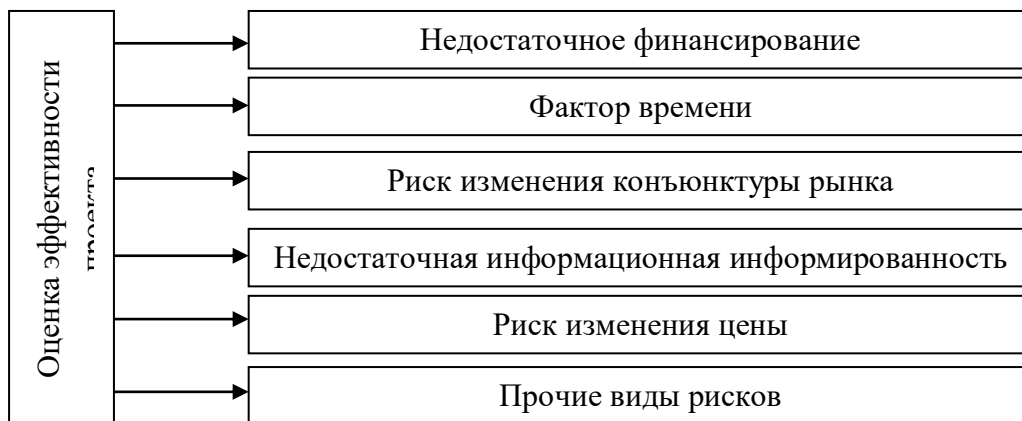 Оценка эффективности
проекта
Недостаточное финансирование
Фактор времени
Риск изменения конъюнктуры рынка
Недостаточная информационная информированность
Риск изменения цены
Прочие виды рисков